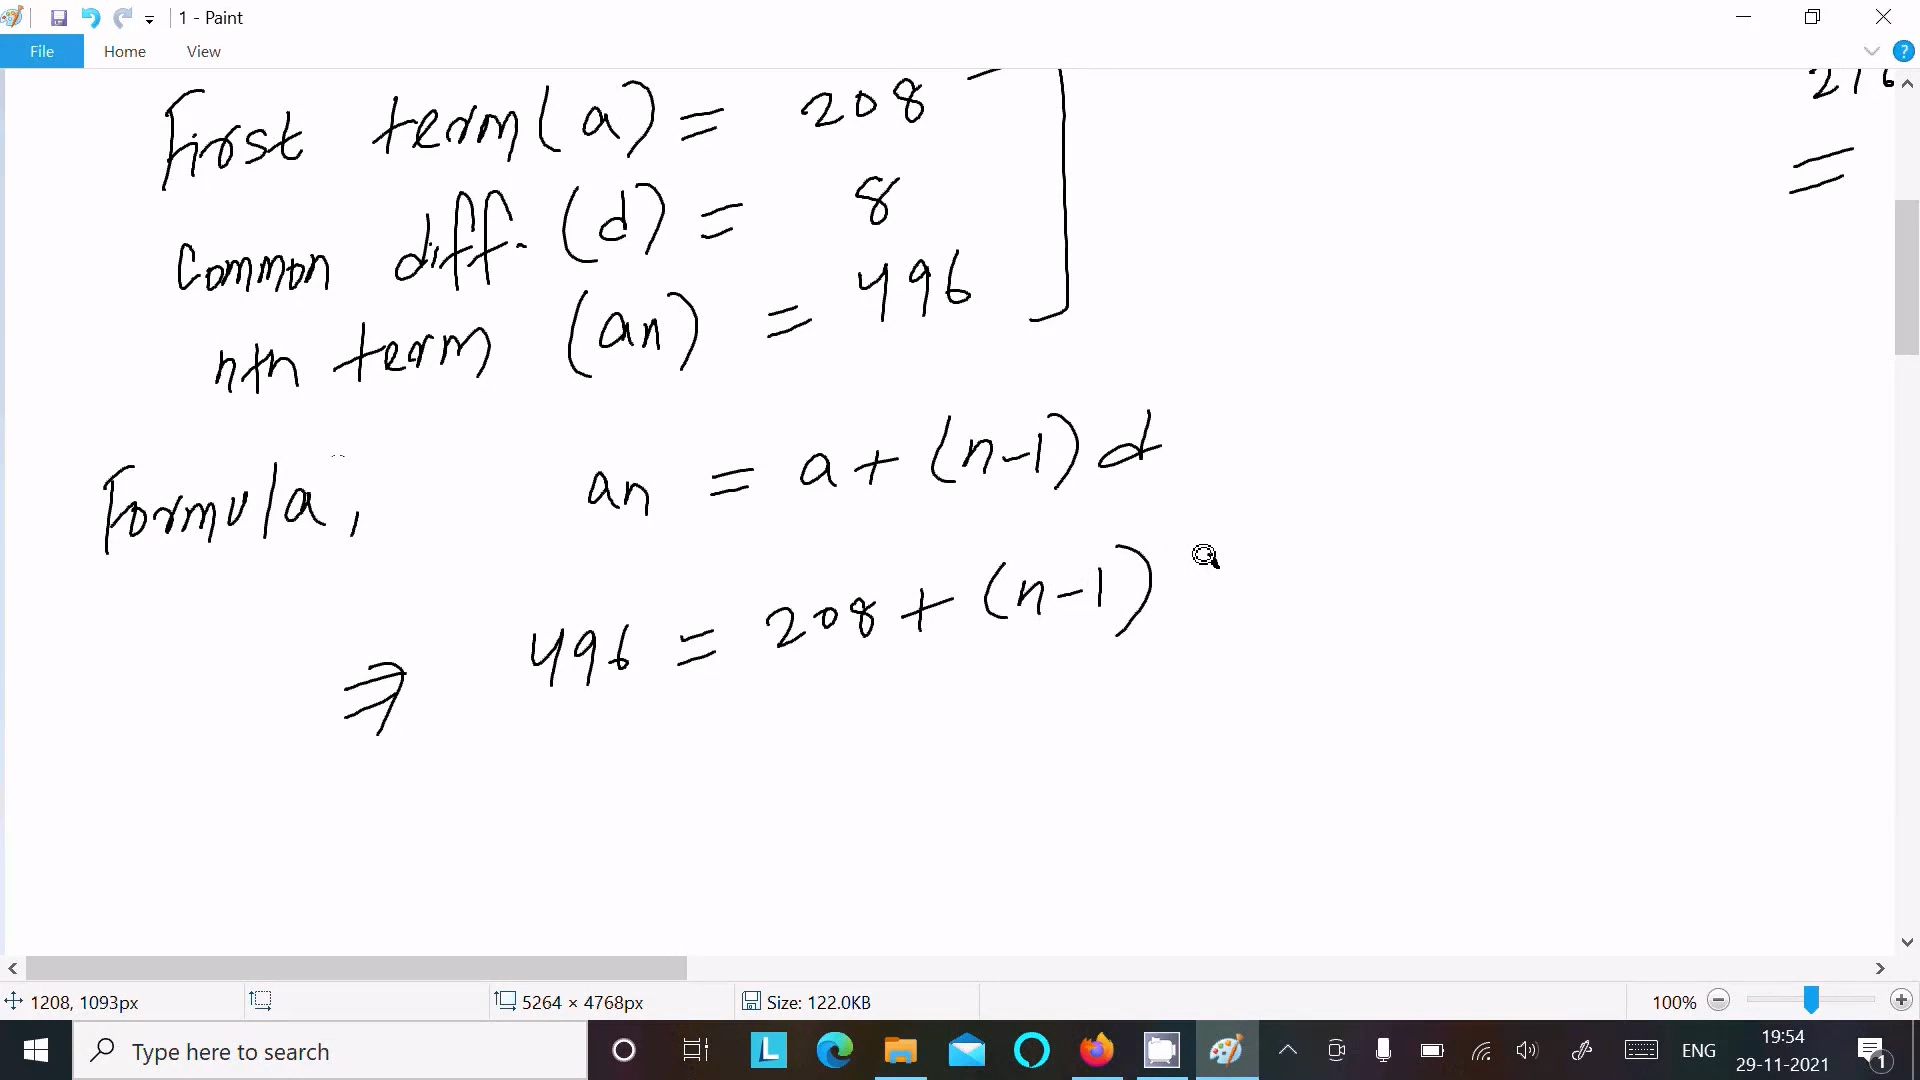 1 - Paint
File Home View
216
=
First term(a) = 208
Common diff. (d) = 8
nth term (an) = 496
Formula, an = a + (n-1) d
⇒ 496 = 208 + (n-1)
1208, 1093px 5264 × 4768px Size: 122.0KB 100%
Type here to search
L
ENG
19:54
29-11-2021
1